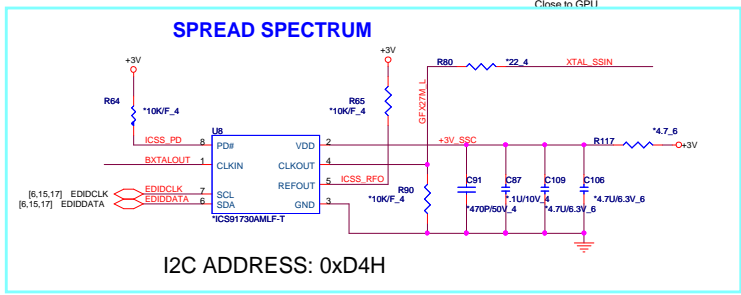 Close to GPU
SPREAD SPECTRUM
+3V
+3V
R80
*22_4
XTAL_SSIN
R64
*10K/F_4
R65
*10K/F_4
GFX27M_L
U8
ICSS_PD
8
PD#
VDD
2
+3V_SSC
R117
*4.7_6
+3V
BXTALOUT
1
CLKIN
CLKOUT
4
REFOUT
5
ICSS_RFO
[6,15,17]
EDIDCLK
EDIDCLK
7
SCL
[6,15,17]
EDIDDATA
EDIDDATA
6
SDA
GND
3
*ICS91730AMLF-T
R90
*10K/F_4
C91
*470P/50V_4
C87
*.1U/10V_4
C109
*4.7U/6.3V_6
C106
*4.7U/6.3V_6
I2C ADDRESS: 0xD4H